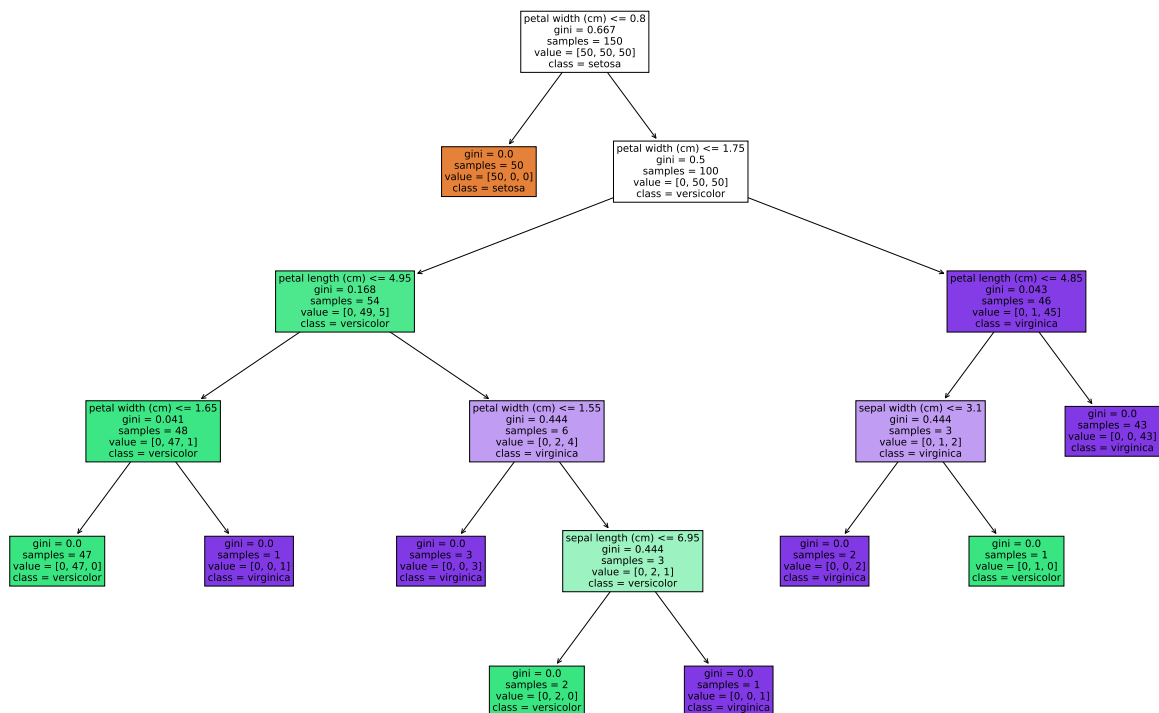 petal width (cm) <= 0.8
gini = 0.667
samples = 150
value = [50, 50, 50]
class = setosa
gini = 0.0
samples = 50
value = [50, 0, 0]
class = setosa
petal width (cm) <= 1.75
gini = 0.5
samples = 100
value = [0, 50, 50]
class = versicolor
petal length (cm) <= 4.95
gini = 0.168
samples = 54
value = [0, 49, 5]
class = versicolor
petal length (cm) <= 4.85
gini = 0.043
samples = 46
value = [0, 1, 45]
class = virginica
petal width (cm) <= 1.65
gini = 0.041
samples = 48
value = [0, 47, 1]
class = versicolor
petal width (cm) <= 1.55
gini = 0.444
samples = 6
value = [0, 2, 4]
class = virginica
sepal width (cm) <= 3.1
gini = 0.444
samples = 3
value = [0, 1, 2]
class = virginica
gini = 0.0
samples = 43
value = [0, 0, 43]
class = virginica
gini = 0.0
samples = 47
value = [0, 47, 0]
class = versicolor
gini = 0.0
samples = 1
value = [0, 0, 1]
class = virginica
gini = 0.0
samples = 3
value = [0, 0, 3]
class = virginica
sepal length (cm) <= 6.95
gini = 0.444
samples = 3
value = [0, 2, 1]
class = versicolor
gini = 0.0
samples = 2
value = [0, 0, 2]
class = virginica
gini = 0.0
samples = 1
value = [0, 1, 0]
class = versicolor
gini = 0.0
samples = 2
value = [0, 2, 0]
class = versicolor
gini = 0.0
samples = 1
value = [0, 0, 1]
class = virginica